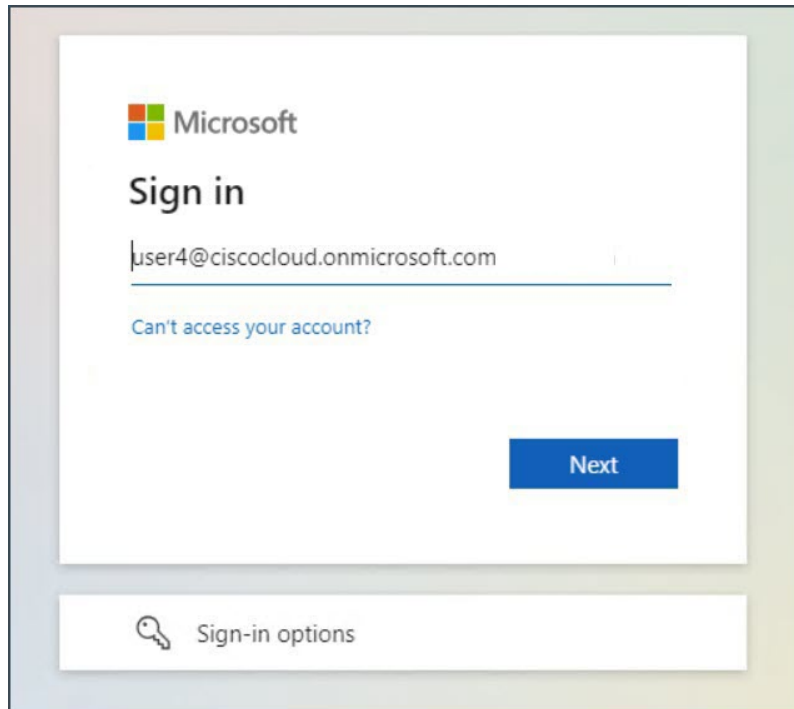 Microsoft
Sign in
user4@ciscocloud.onmicrosoft.com
Can't access your account?
Next
Sign-in options